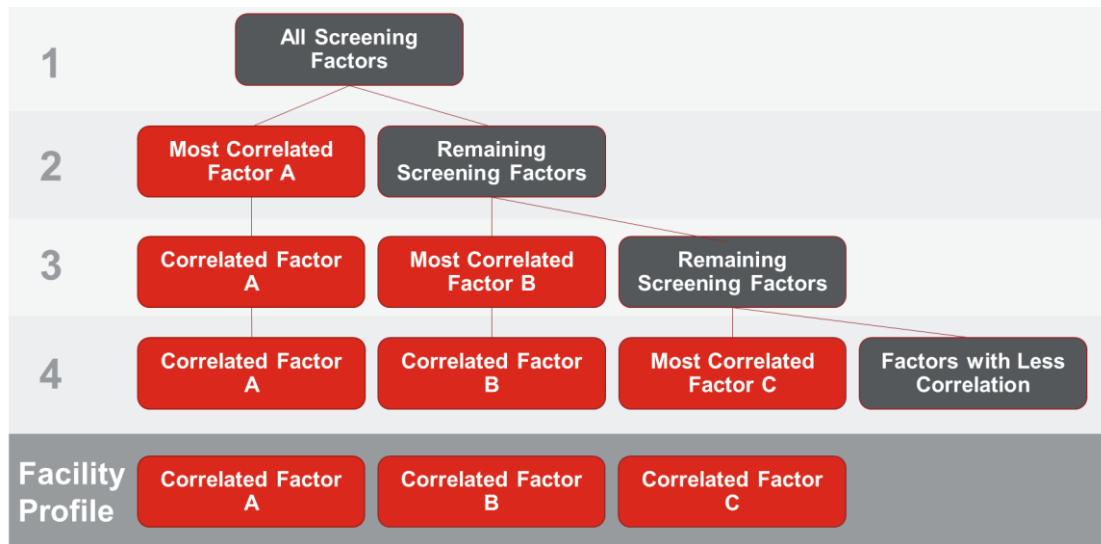 1
All Screening
Factors
2
Most Correlated
Factor A
Remaining
Screening Factors
3
Correlated Factor
A
Most Correlated
Factor B
Remaining
Screening Factors
4
Correlated Factor
A
Correlated Factor
B
Most Correlated
Factor C
Factors with Less
Correlation
Facility
Profile
Correlated Factor
A
Correlated Factor
B
Correlated Factor
C